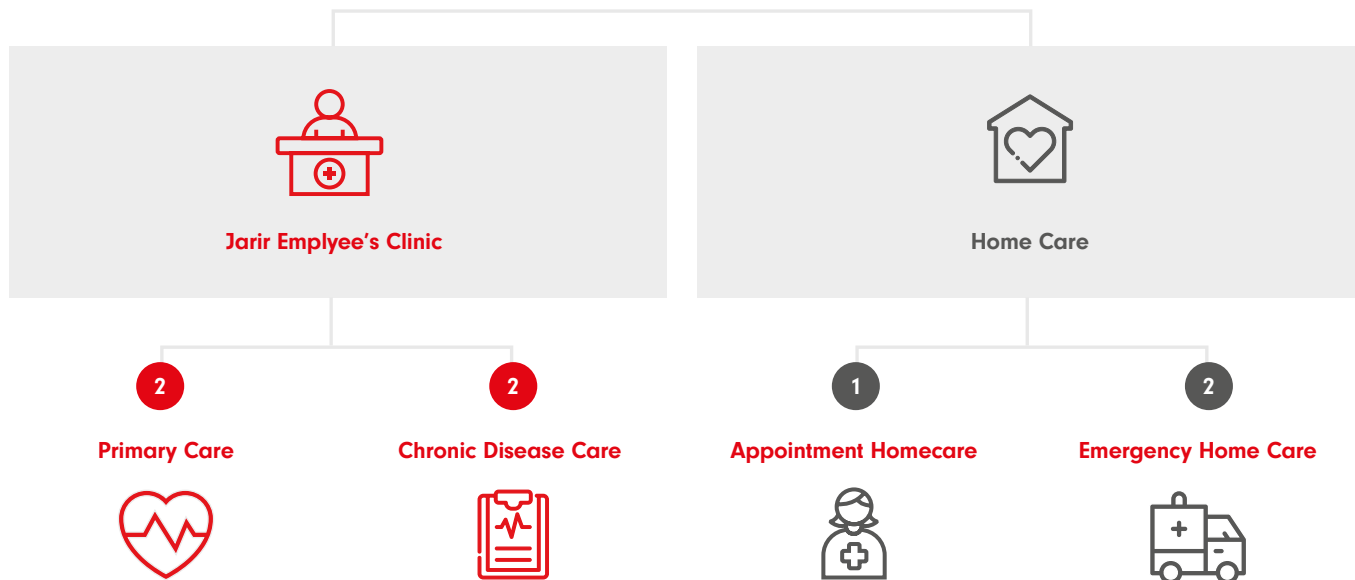 Jarir Emplyee's Clinic
Home Care
2
2
1
2
Primary Care
Chronic Disease Care
Appointment Homecare
Emergency Home Care